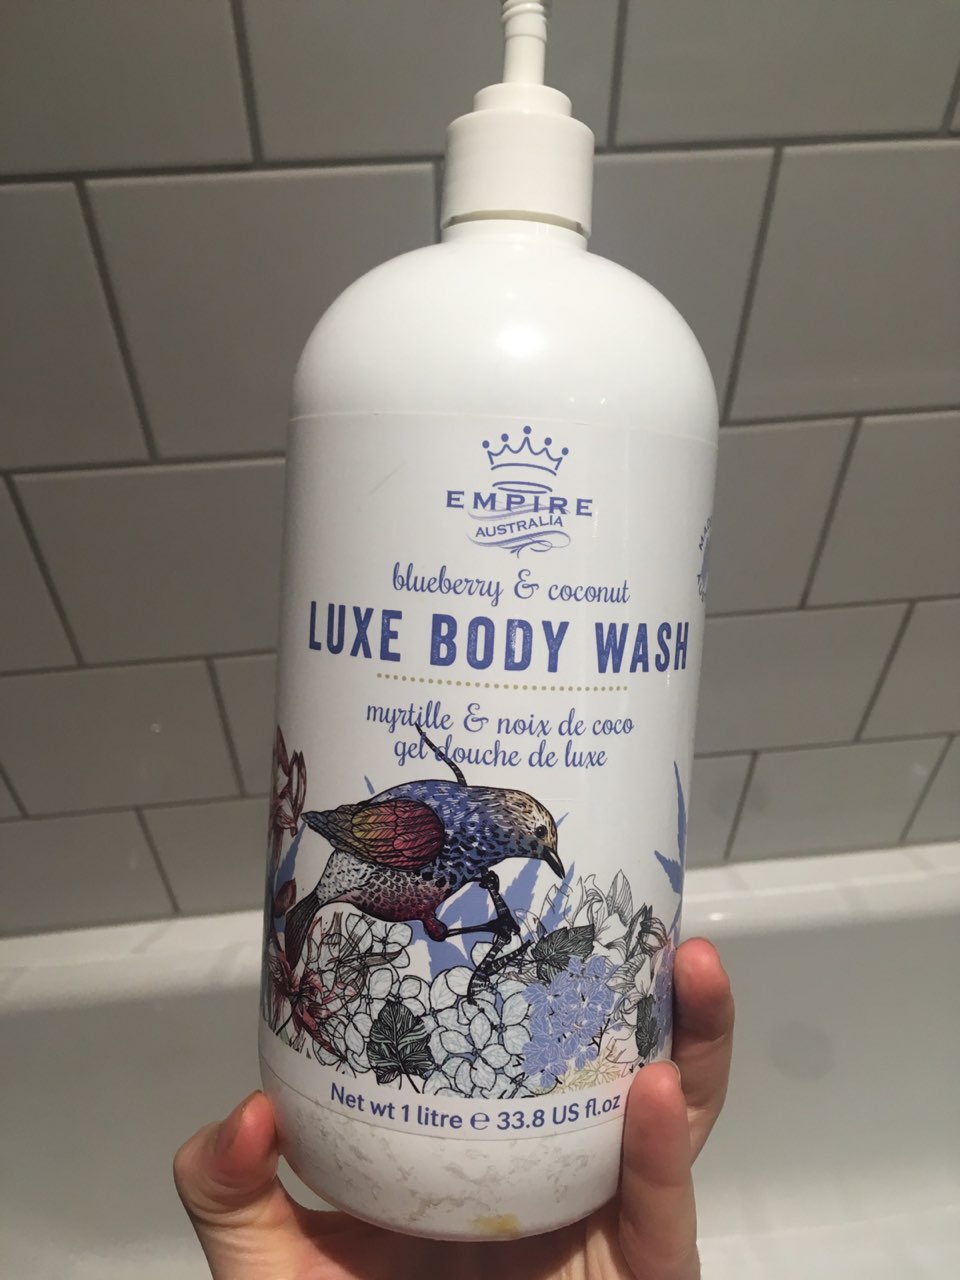 EMPIRE
AUSTRALIA
blueberry & coconut
LUXE BODY WASH
myrtille & noix de coco
gel douche de luxe
Net wt 1 litre ℮ 33.8 US fl.oz